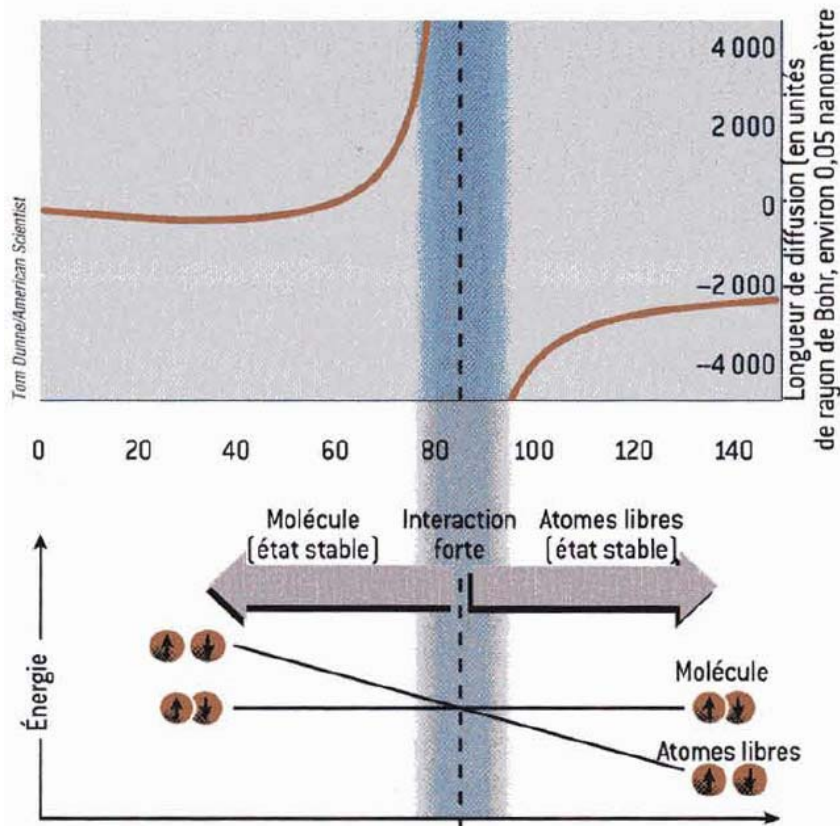 4 000
2 000
0
−2 000
−4 000
Longueur de diffusion (en unités
de rayon de Bohr, environ 0,05 nanomètre
Tom Dunne/American Scientist
0 20 40 60 80 100 120 140
Molécule
(état stable)
Interaction
forte
Atomes libres
(état stable)
Énergie
Molécule
Atomes libres